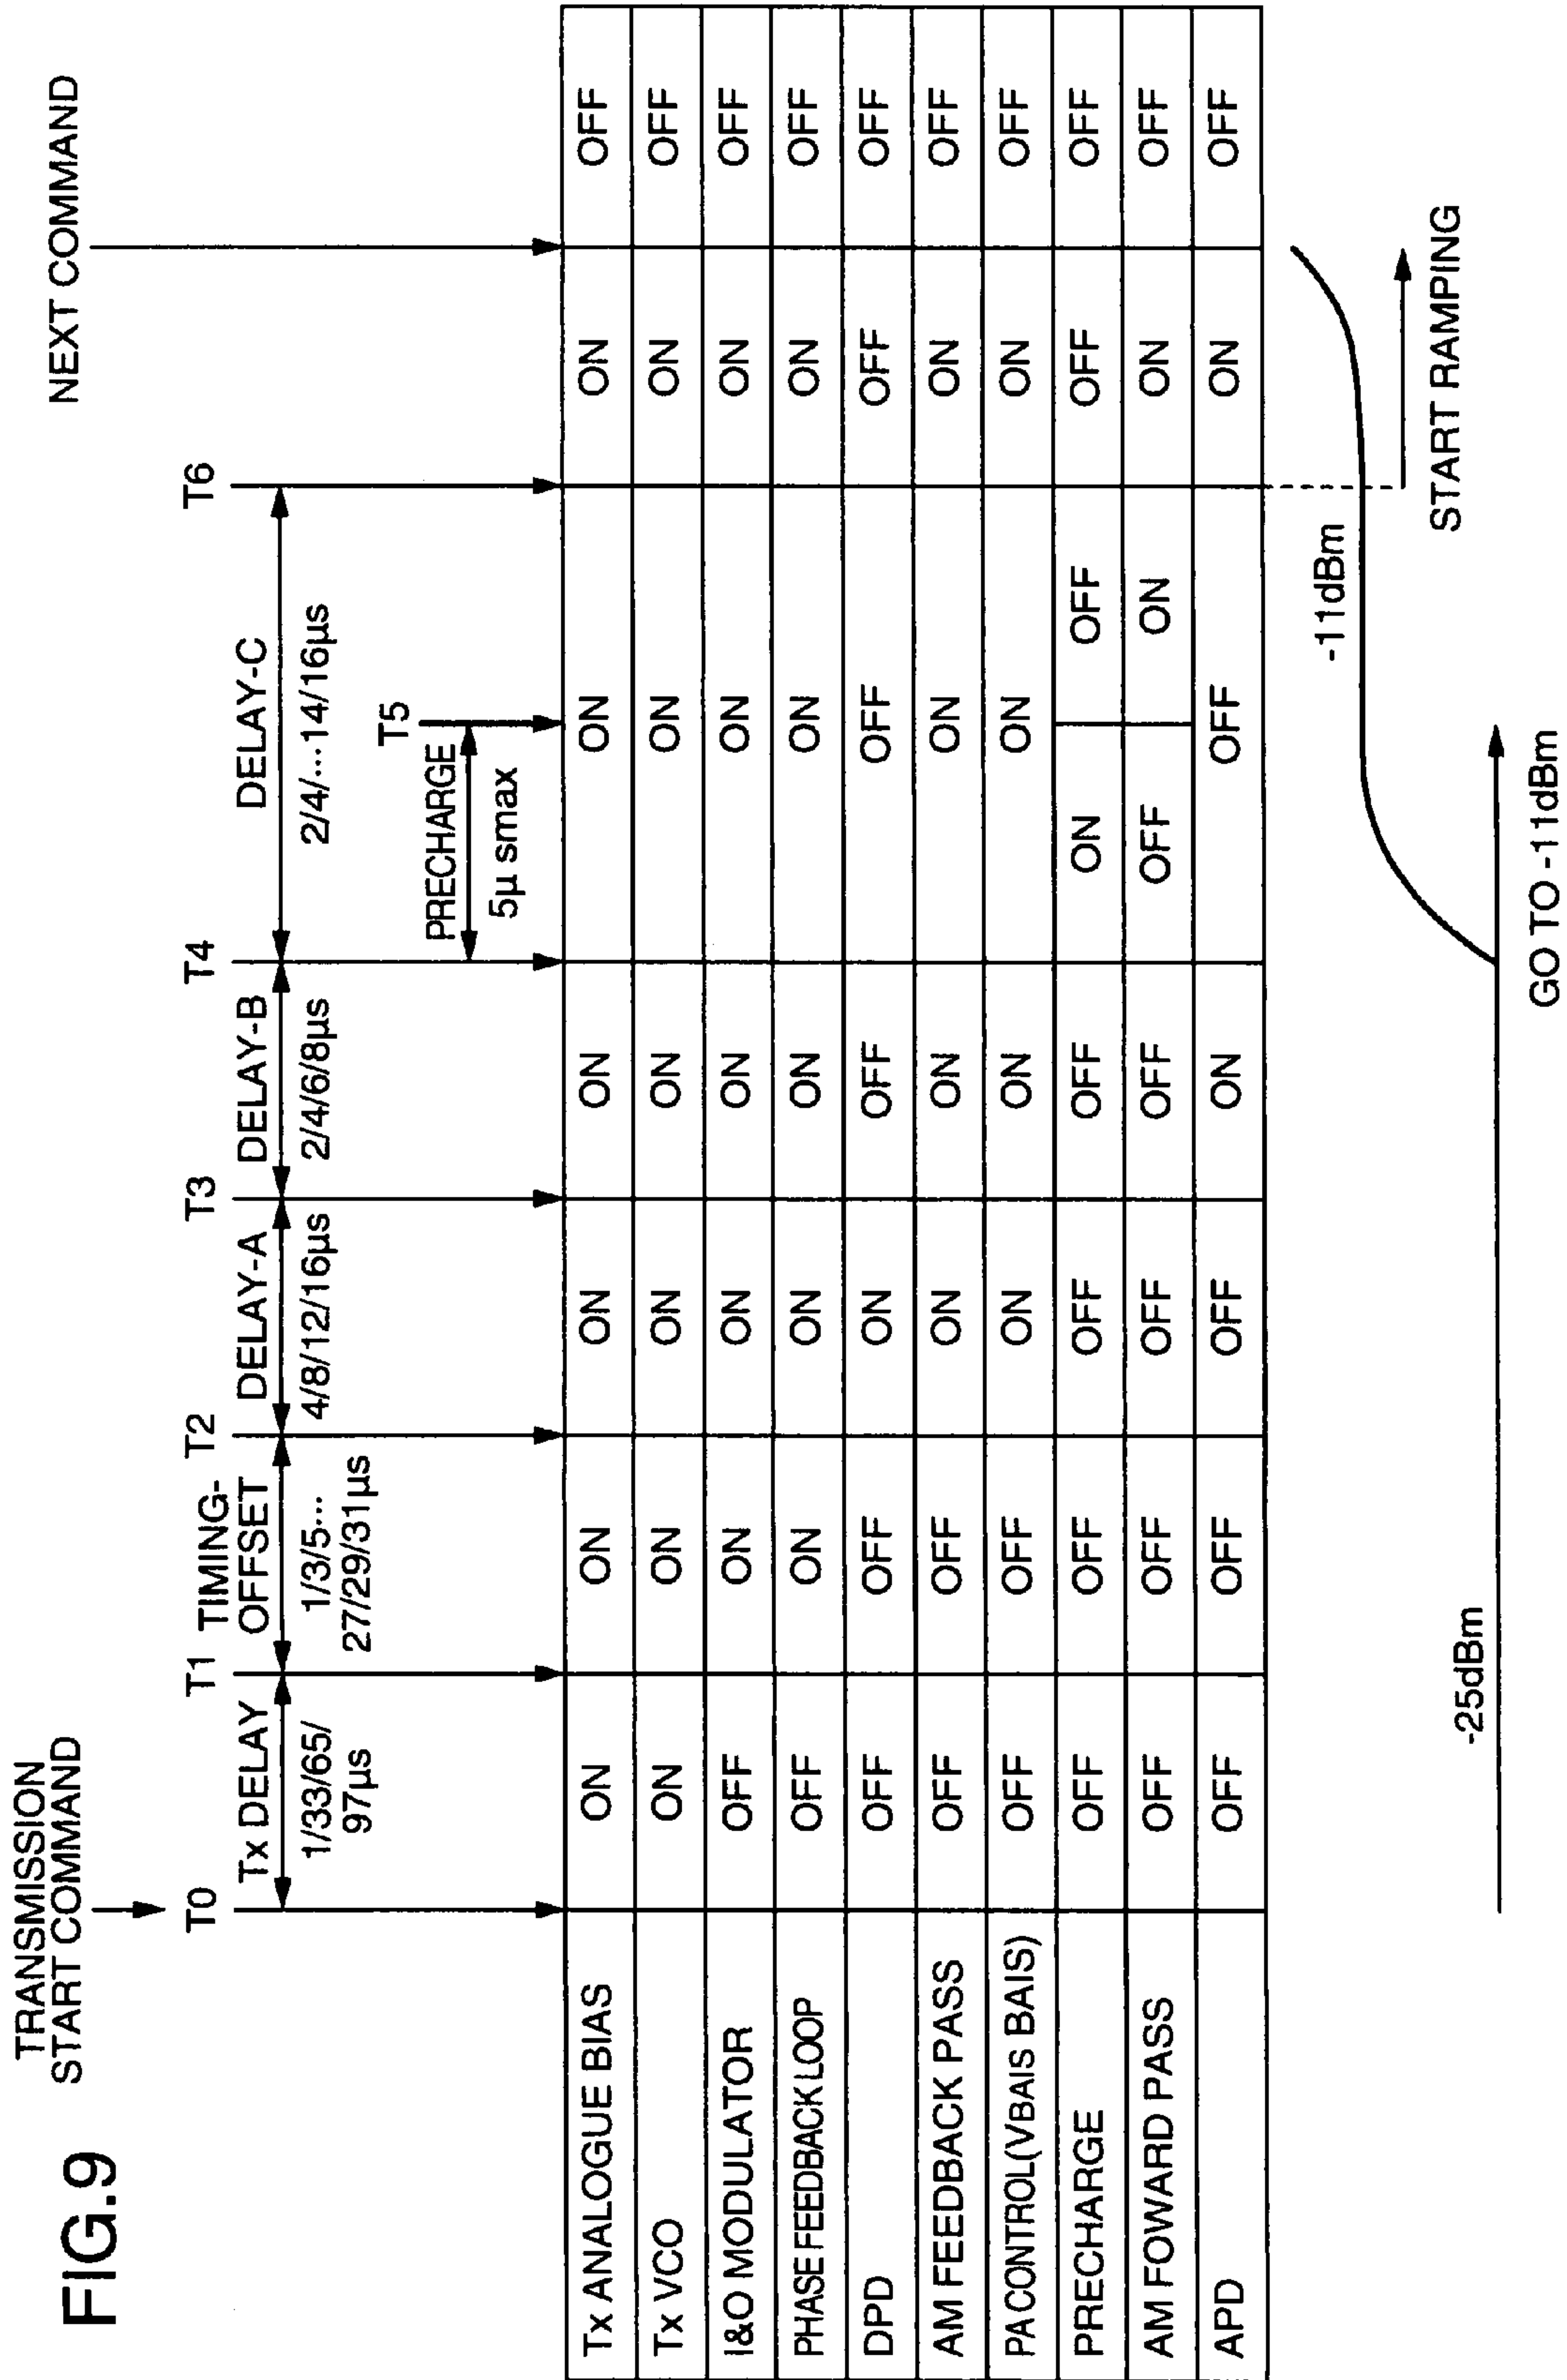 FIG.9
TRANSMISSION
START COMMAND
NEXT COMMAND
T0 T1 T2 T3 T4 T6
Tx DELAY
1/33/65/
97μs
TIMING-
OFFSET
1/3/5...
27/29/31μs
DELAY-A
4/8/12/16μs
DELAY-B
2/4/6/8μs
DELAY-C
2/4/...14/16μs
T5
PRECHARGE
5μ smax
Tx ANALOGUE BIAS ON ON ON ON ON ON OFF
Tx VCO ON ON ON ON ON ON OFF
I&O MODULATOR OFF ON ON ON ON ON OFF
PHASE FEEDBACK LOOP OFF ON ON ON ON ON OFF
DPD OFF OFF ON OFF OFF OFF OFF
AM FEEDBACK PASS OFF OFF ON ON ON ON OFF
PA CONTROL(VBAIS BAIS) OFF OFF ON ON ON ON OFF
PRECHARGE OFF OFF OFF OFF ON OFF OFF OFF
AM FOWARD PASS OFF OFF OFF OFF OFF ON ON OFF
APD OFF OFF OFF ON OFF ON OFF
-25dBm
-11dBm
GO TO -11dBm
START RAMPING